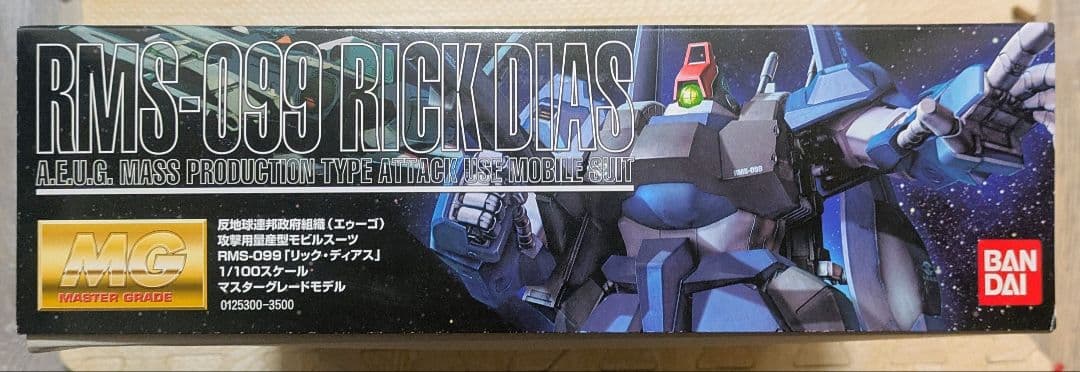 RMS-099 RICK DIAS
A.E.U.G. MASS PRODUCTION TYPE ATTACK USE MOBILE SUIT
RMS-099
MG
MASTER GRADE
反地球連邦政府組織(エゥーゴ)
攻撃用量産型モビルスーツ
RMS-099「リック・ディアス」
1/100スケール
マスターグレードモデル
0125300-3500
BAN
DAI